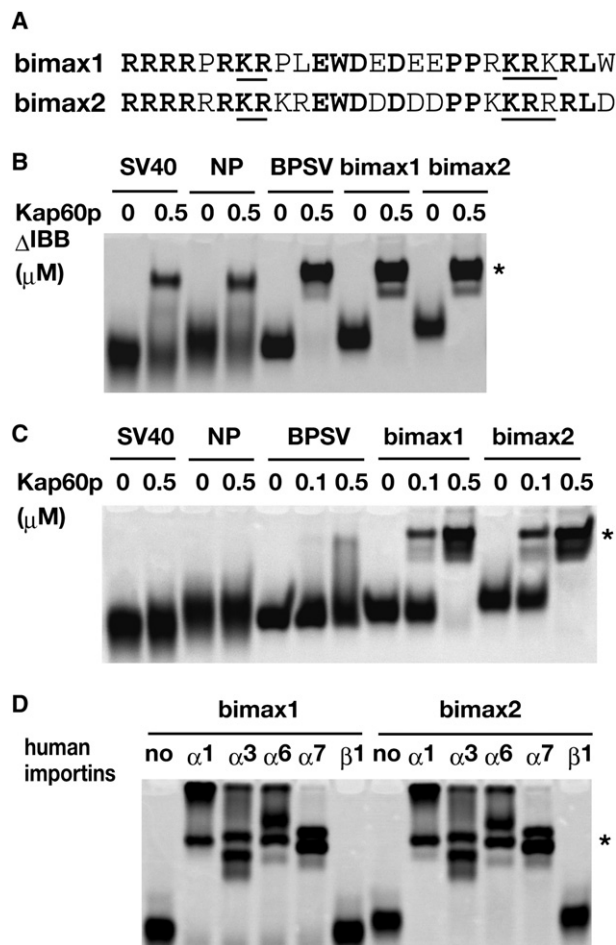 A
bimax1 RRRRPRKRPLEWDEDEEPPRKRKRLW
bimax2 RRRRRRKRKREWDDDDDPPKKRRRLD
B
SV40 NP BPSV bimax1 bimax2
Kap60p 0 0.5 0 0.5 0 0.5 0 0.5 0 0.5
ΔIBB
(μM)
*
C
SV40 NP BPSV bimax1 bimax2
Kap60p 0 0.5 0 0.5 0 0.1 0.5 0 0.1 0.5 0 0.1 0.5
(μM)
*
D
bimax1 bimax2
human no α1 α3 α6 α7 β1 no α1 α3 α6 α7 β1
importins
*